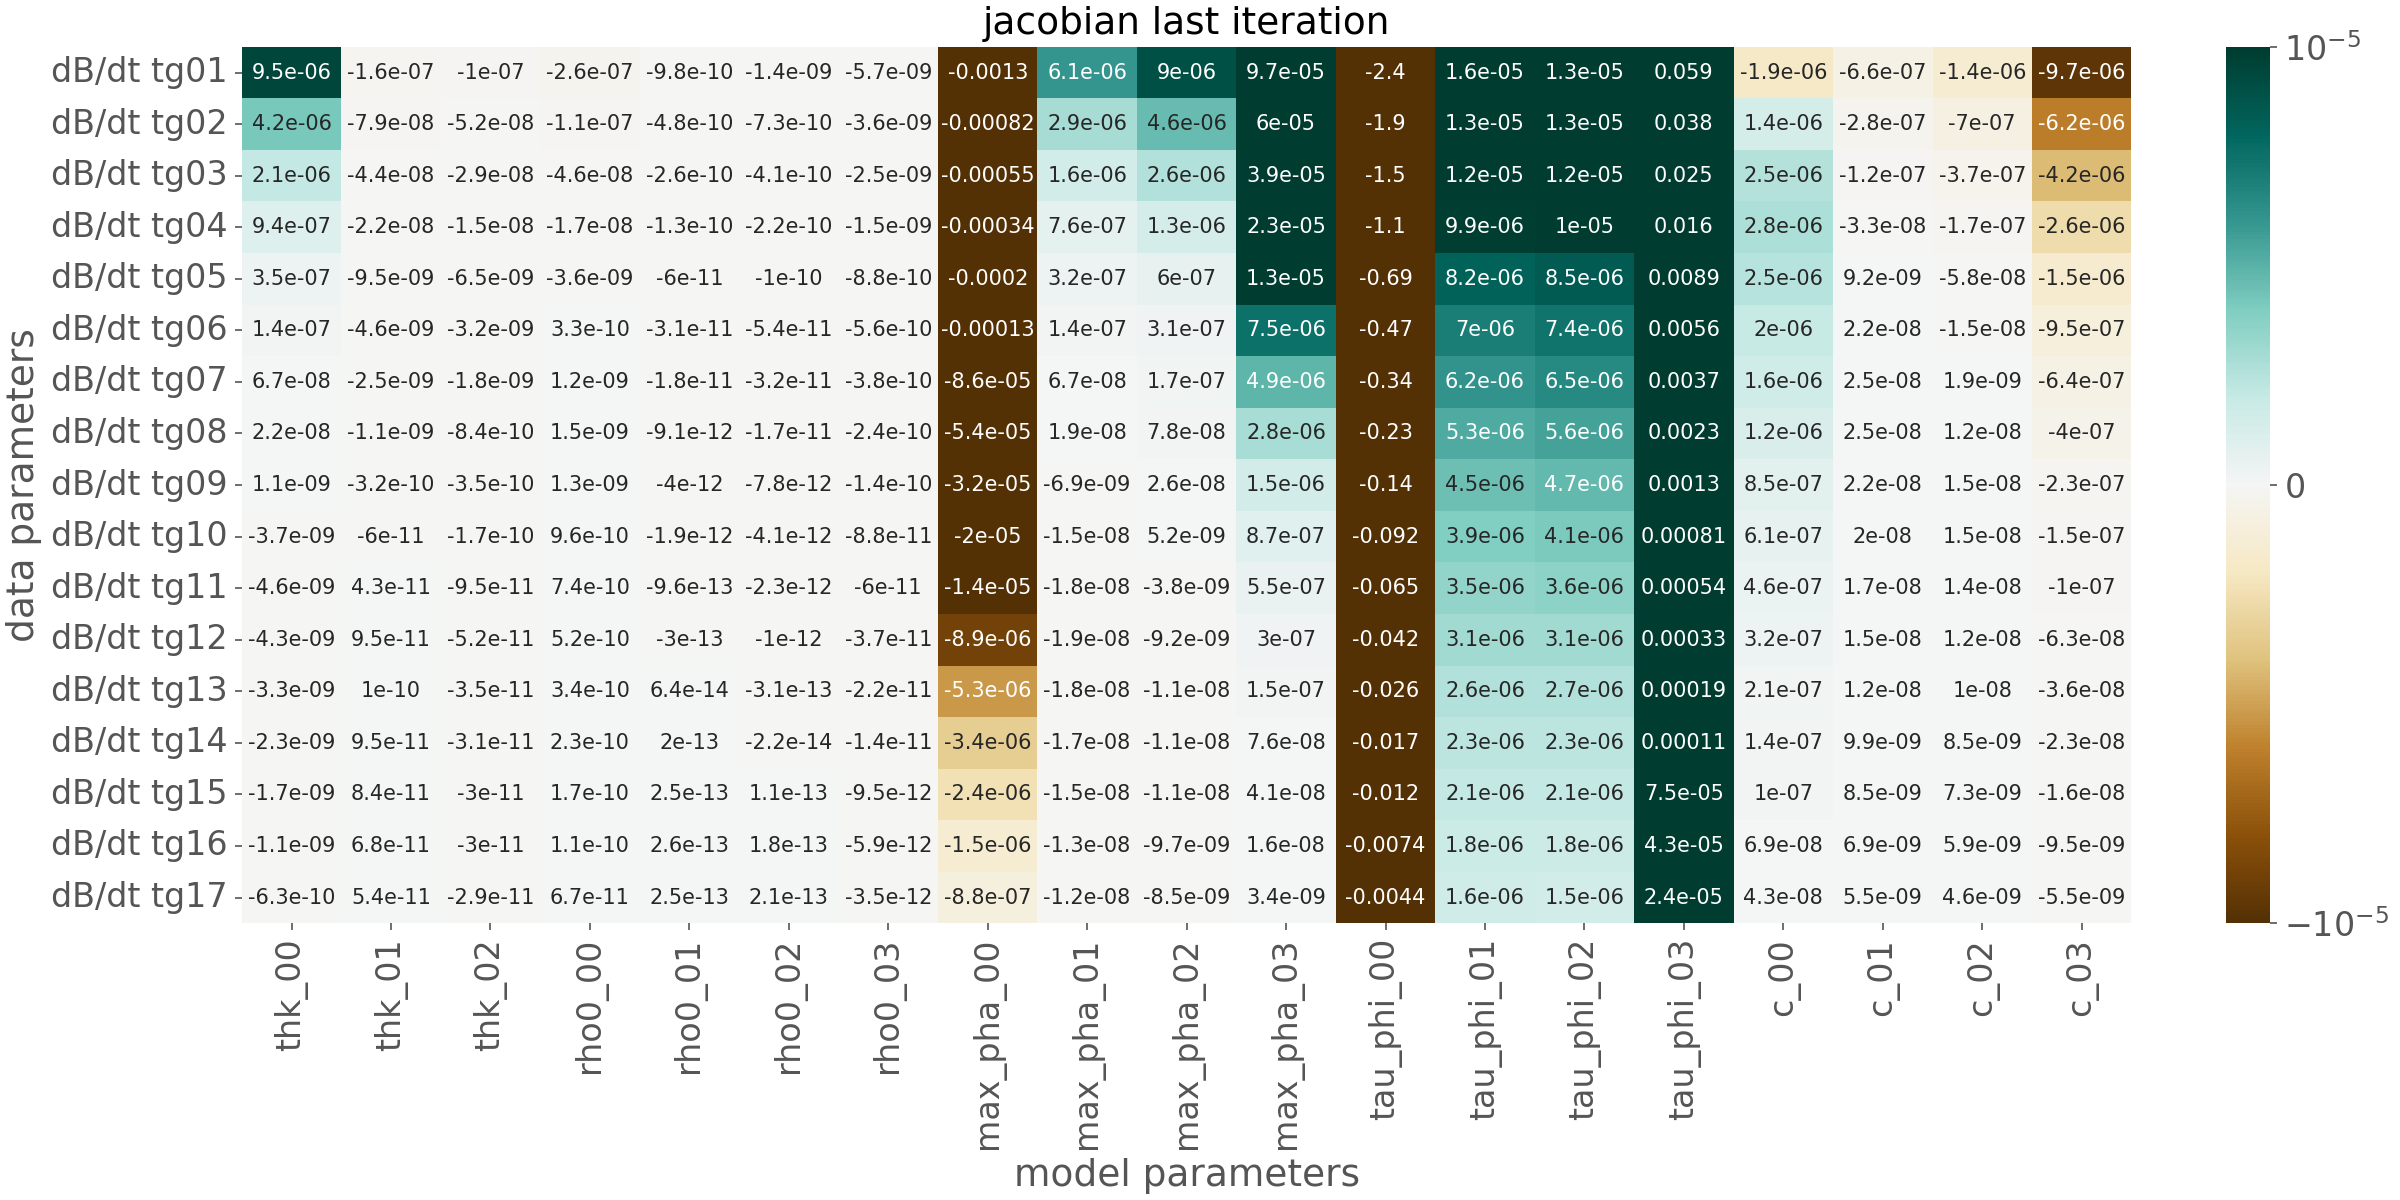 jacobian last iteration
dB/dt tg01 9.5e-06 -1.6e-07 -1e-07 -2.6e-07 -9.8e-10 -1.4e-09 -5.7e-09 -0.0013 6.1e-06 9e-06 9.7e-05 -2.4 1.6e-05 1.3e-05 0.059 -1.9e-06 -6.6e-07 -1.4e-06 -9.7e-06
dB/dt tg02 4.2e-06 -7.9e-08 -5.2e-08 -1.1e-07 -4.8e-10 -7.3e-10 -3.6e-09 -0.00082 2.9e-06 4.6e-06 6e-05 -1.9 1.3e-05 1.3e-05 0.038 1.4e-06 -2.8e-07 -7e-07 -6.2e-06
dB/dt tg03 2.1e-06 -4.4e-08 -2.9e-08 -4.6e-08 -2.6e-10 -4.1e-10 -2.5e-09 -0.00055 1.6e-06 2.6e-06 3.9e-05 -1.5 1.2e-05 1.2e-05 0.025 2.5e-06 -1.2e-07 -3.7e-07 -4.2e-06
dB/dt tg04 9.4e-07 -2.2e-08 -1.5e-08 -1.7e-08 -1.3e-10 -2.2e-10 -1.5e-09 -0.00034 7.6e-07 1.3e-06 2.3e-05 -1.1 9.9e-06 1e-05 0.016 2.8e-06 -3.3e-08 -1.7e-07 -2.6e-06
dB/dt tg05 3.5e-07 -9.5e-09 -6.5e-09 -3.6e-09 -6e-11 -1e-10 -8.8e-10 -0.0002 3.2e-07 6e-07 1.3e-05 -0.69 8.2e-06 8.5e-06 0.0089 2.5e-06 9.2e-09 -5.8e-08 -1.5e-06
dB/dt tg06 1.4e-07 -4.6e-09 -3.2e-09 3.3e-10 -3.1e-11 -5.4e-11 -5.6e-10 -0.00013 1.4e-07 3.1e-07 7.5e-06 -0.47 7e-06 7.4e-06 0.0056 2e-06 2.2e-08 -1.5e-08 -9.5e-07
dB/dt tg07 6.7e-08 -2.5e-09 -1.8e-09 1.2e-09 -1.8e-11 -3.2e-11 -3.8e-10 -8.6e-05 6.7e-08 1.7e-07 4.9e-06 -0.34 6.2e-06 6.5e-06 0.0037 1.6e-06 2.5e-08 1.9e-09 -6.4e-07
dB/dt tg08 2.2e-08 -1.1e-09 -8.4e-10 1.5e-09 -9.1e-12 -1.7e-11 -2.4e-10 -5.4e-05 1.9e-08 7.8e-08 2.8e-06 -0.23 5.3e-06 5.6e-06 0.0023 1.2e-06 2.5e-08 1.2e-08 -4e-07
dB/dt tg09 1.1e-09 -3.2e-10 -3.5e-10 1.3e-09 -4e-12 -7.8e-12 -1.4e-10 -3.2e-05 -6.9e-09 2.6e-08 1.5e-06 -0.14 4.5e-06 4.7e-06 0.0013 8.5e-07 2.2e-08 1.5e-08 -2.3e-07
dB/dt tg10 -3.7e-09 -6e-11 -1.7e-10 9.6e-10 -1.9e-12 -4.1e-12 -8.8e-11 -2e-05 -1.5e-08 5.2e-09 8.7e-07 -0.092 3.9e-06 4.1e-06 0.00081 6.1e-07 2e-08 1.5e-08 -1.5e-07
dB/dt tg11 -4.6e-09 4.3e-11 -9.5e-11 7.4e-10 -9.6e-13 -2.3e-12 -6e-11 -1.4e-05 -1.8e-08 -3.8e-09 5.5e-07 -0.065 3.5e-06 3.6e-06 0.00054 4.6e-07 1.7e-08 1.4e-08 -1e-07
dB/dt tg12 -4.3e-09 9.5e-11 -5.2e-11 5.2e-10 -3e-13 -1e-12 -3.7e-11 -8.9e-06 -1.9e-08 -9.2e-09 3e-07 -0.042 3.1e-06 3.1e-06 0.00033 3.2e-07 1.5e-08 1.2e-08 -6.3e-08
dB/dt tg13 -3.3e-09 1e-10 -3.5e-11 3.4e-10 6.4e-14 -3.1e-13 -2.2e-11 -5.3e-06 -1.8e-08 -1.1e-08 1.5e-07 -0.026 2.6e-06 2.7e-06 0.00019 2.1e-07 1.2e-08 1e-08 -3.6e-08
dB/dt tg14 -2.3e-09 9.5e-11 -3.1e-11 2.3e-10 2e-13 -2.2e-14 -1.4e-11 -3.4e-06 -1.7e-08 -1.1e-08 7.6e-08 -0.017 2.3e-06 2.3e-06 0.00011 1.4e-07 9.9e-09 8.5e-09 -2.3e-08
dB/dt tg15 -1.7e-09 8.4e-11 -3e-11 1.7e-10 2.5e-13 1.1e-13 -9.5e-12 -2.4e-06 -1.5e-08 -1.1e-08 4.1e-08 -0.012 2.1e-06 2.1e-06 7.5e-05 1e-07 8.5e-09 7.3e-09 -1.6e-08
dB/dt tg16 -1.1e-09 6.8e-11 -3e-11 1.1e-10 2.6e-13 1.8e-13 -5.9e-12 -1.5e-06 -1.3e-08 -9.7e-09 1.6e-08 -0.0074 1.8e-06 1.8e-06 4.3e-05 6.9e-08 6.9e-09 5.9e-09 -9.5e-09
dB/dt tg17 -6.3e-10 5.4e-11 -2.9e-11 6.7e-11 2.5e-13 2.1e-13 -3.5e-12 -8.8e-07 -1.2e-08 -8.5e-09 3.4e-09 -0.0044 1.6e-06 1.5e-06 2.4e-05 4.3e-08 5.5e-09 4.6e-09 -5.5e-09
data parameters
thk_00 thk_01 thk_02 rho0_00 rho0_01 rho0_02 rho0_03 max_pha_00 max_pha_01 max_pha_02 max_pha_03 tau_phi_00 tau_phi_01 tau_phi_02 tau_phi_03 c_00 c_01 c_02 c_03
model parameters
10⁻⁵
0
−10⁻⁵